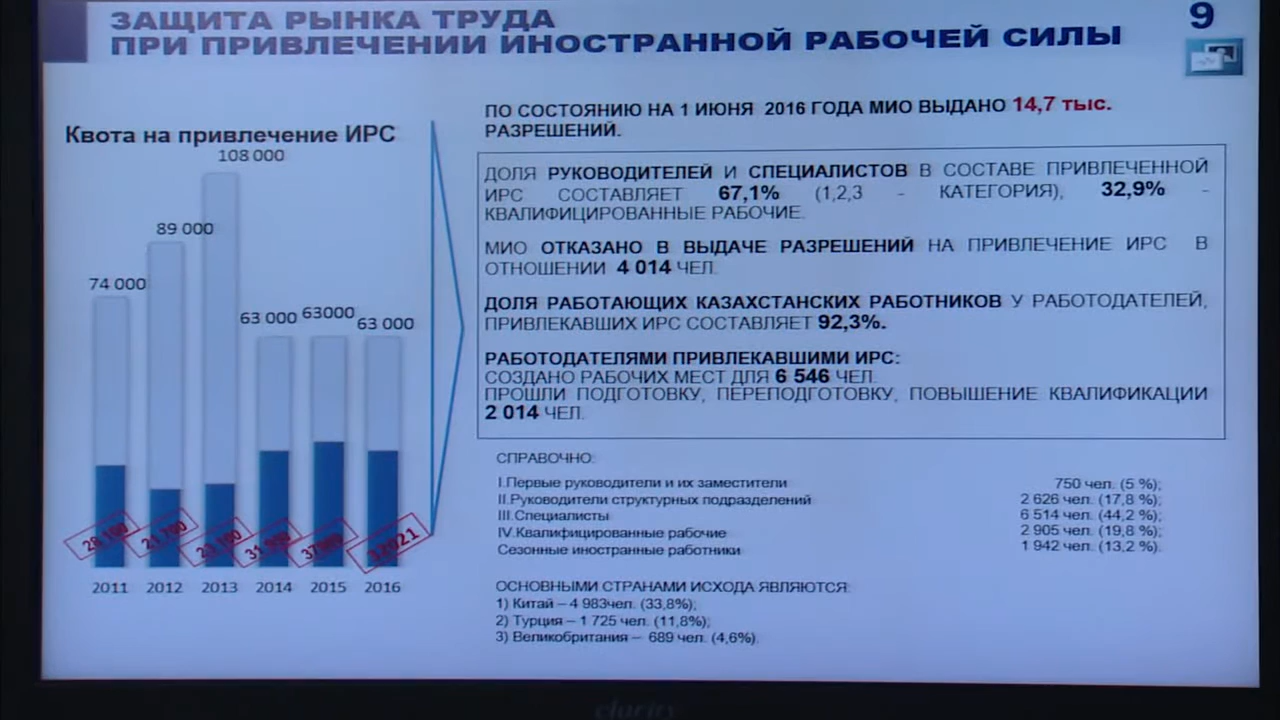 ЗАЩИТА РЫНКА ТРУДА
ПРИ ПРИВЛЕЧЕНИИ ИНОСТРАННОЙ РАБОЧЕЙ СИЛЫ
9
Квота на привлечение ИРС
108 000
89 000
74 000
63 000
63000
63 000
28 100
21 700
23 100
2011
2012
2013
2014
2015
2016
ПО СОСТОЯНИЮ НА 1 ИЮНЯ 2016 ГОДА МИО ВЫДАНО 14,7 тыс.
РАЗРЕШЕНИЙ.
ДОЛЯ РУКОВОДИТЕЛЕЙ И СПЕЦИАЛИСТОВ В СОСТАВЕ ПРИВЛЕЧЕННОЙ
ИРС СОСТАВЛЯЕТ 67,1% (1,2,3 - КАТЕГОРИЯ), 32,9% -
КВАЛИФИЦИРОВАННЫЕ РАБОЧИЕ.
МИО ОТКАЗАНО В ВЫДАЧЕ РАЗРЕШЕНИЙ НА ПРИВЛЕЧЕНИЕ ИРС В
ОТНОШЕНИИ 4 014 ЧЕЛ.
ДОЛЯ РАБОТАЮЩИХ КАЗАХСТАНСКИХ РАБОТНИКОВ У РАБОТОДАТЕЛЕЙ,
ПРИВЛЕКАВШИХ ИРС СОСТАВЛЯЕТ 92,3%.
РАБОТОДАТЕЛЯМИ ПРИВЛЕКАВШИМИ ИРС:
СОЗДАНО РАБОЧИХ МЕСТ ДЛЯ 6 546 ЧЕЛ.
ПРОШЛИ ПОДГОТОВКУ, ПЕРЕПОДГОТОВКУ, ПОВЫШЕНИЕ КВАЛИФИКАЦИИ
2 014 ЧЕЛ.
СПРАВОЧНО:
I.Первые руководители и их заместители 750 чел. (5 %);
II.Руководители структурных подразделений 2 626 чел. (17,8 %);
III.Специалисты 6 514 чел. (44,2 %);
IV.Квалифицированные рабочие 2 905 чел. (19,8 %);
Сезонные иностранные работники 1 942 чел. (13,2 %).
ОСНОВНЫМИ СТРАНАМИ ИСХОДА ЯВЛЯЮТСЯ:
1) Китай – 4 983чел. (33,8%);
2) Турция – 1 725 чел. (11,8%);
3) Великобритания – 689 чел. (4,6%).
clarity